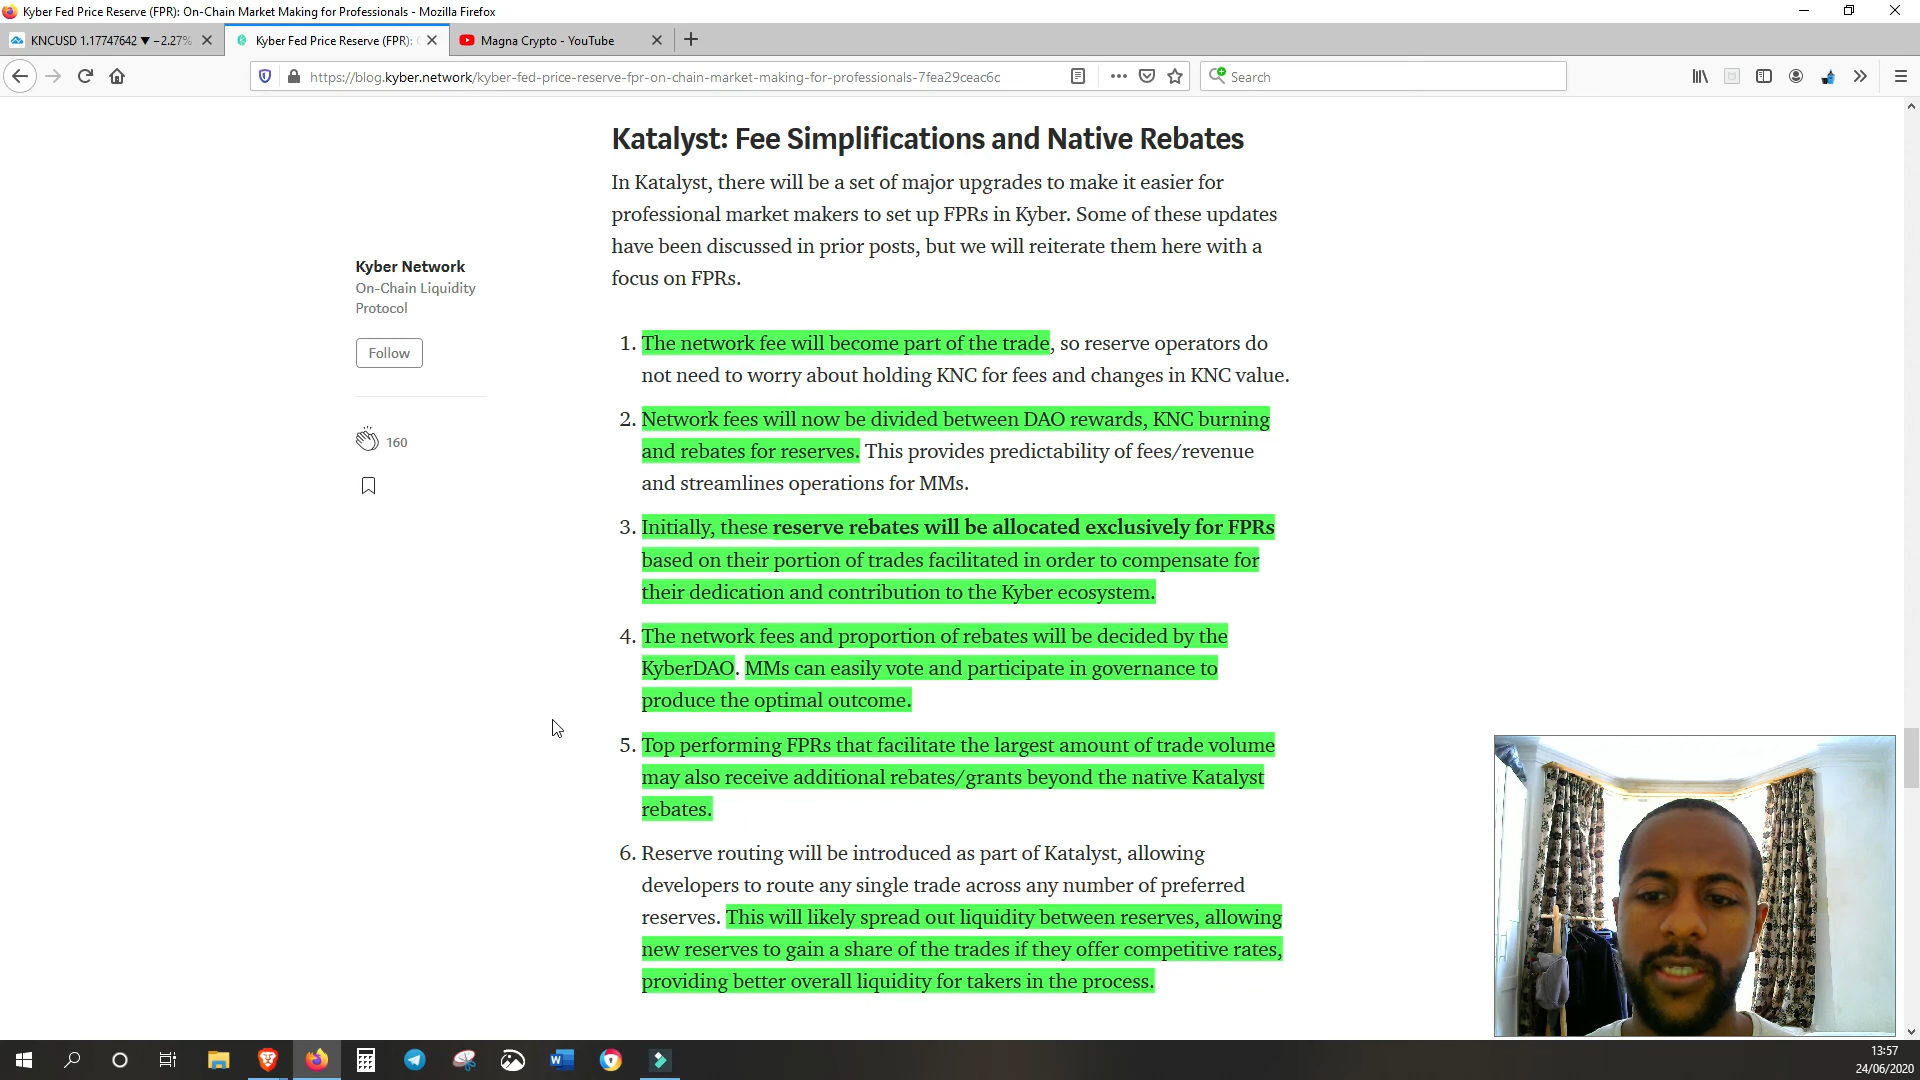 Kyber Fed Price Reserve (FPR): On-Chain Market Making for Professionals - Mozilla Firefox
KNCUSD 1.17747642 ▼ −2.27%
Kyber Fed Price Reserve (FPR):
Magna Crypto - YouTube
https://blog.kyber.network/kyber-fed-price-reserve-fpr-on-chain-market-making-for-professionals-7fea29ceac6c
Search
Katalyst: Fee Simplifications and Native Rebates
In Katalyst, there will be a set of major upgrades to make it easier for
professional market makers to set up FPRs in Kyber. Some of these updates
have been discussed in prior posts, but we will reiterate them here with a
focus on FPRs.
Kyber Network
On-Chain Liquidity
Protocol
Follow
160
1. The network fee will become part of the trade, so reserve operators do
not need to worry about holding KNC for fees and changes in KNC value.
2. Network fees will now be divided between DAO rewards, KNC burning
and rebates for reserves. This provides predictability of fees/revenue
and streamlines operations for MMs.
3. Initially, these reserve rebates will be allocated exclusively for FPRs
based on their portion of trades facilitated in order to compensate for
their dedication and contribution to the Kyber ecosystem.
4. The network fees and proportion of rebates will be decided by the
KyberDAO. MMs can easily vote and participate in governance to
produce the optimal outcome.
5. Top performing FPRs that facilitate the largest amount of trade volume
may also receive additional rebates/grants beyond the native Katalyst
rebates.
6. Reserve routing will be introduced as part of Katalyst, allowing
developers to route any single trade across any number of preferred
reserves. This will likely spread out liquidity between reserves, allowing
new reserves to gain a share of the trades if they offer competitive rates,
providing better overall liquidity for takers in the process.
13:57
24/06/2020